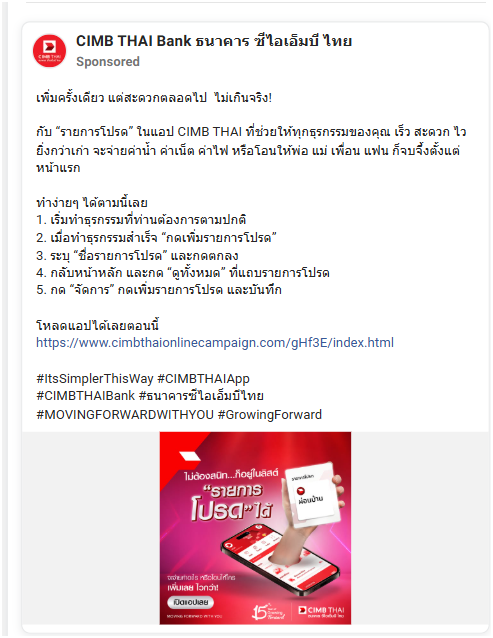 CIMB THAI Bank ธนาคาร ซีไอเอ็มบี ไทย
Sponsored
เพิ่มครั้งเดียว แต่สะดวกตลอดไป ไม่เกินจริง!
กับ “รายการโปรด” ในแอป CIMB THAI ที่ช่วยให้ทุกธุรกรรมของคุณ เร็ว สะดวก ไว
ยิ่งกว่าเก่า จะจ่ายค่าน้ำ ค่าเน็ต ค่าไฟ หรือโอนให้พ่อ แม่ เพื่อน แฟน ก็จบจึ้งตั้งแต่
หน้าแรก
ทำง่ายๆ ได้ตามนี้เลย
1. เริ่มทำธุรกรรมที่ท่านต้องการตามปกติ
2. เมื่อทำธุรกรรมสำเร็จ “กดเพิ่มรายการโปรด”
3. ระบุ “ชื่อรายการโปรด” และกดตกลง
4. กลับหน้าหลัก และกด “ดูทั้งหมด” ที่แถบรายการโปรด
5. กด “จัดการ” กดเพิ่มรายการโปรด และบันทึก
โหลดแอปได้เลยตอนนี้
https://www.cimbthaionlinecampaign.com/gHf3E/index.html
#ItsSimplerThisWay #CIMBTHAIApp
#CIMBTHAIBank #ธนาคารซีไอเอ็มบีไทย
#MOVINGFORWARDWITHYOU #GrowingForward
ไม่ต้องสนิท...ก็อยู่ในลิสต์
“รายการ
โปรด”ได้
รายการโปรด
ผ่อนบ้าน
จะจ่ายค่าอะไร หรือโอนให้ใคร
เพิ่มเลย ไวกว่า!
เปิดแอปเลย
MOVING FORWARD WITH YOU
15
CIMB THAI